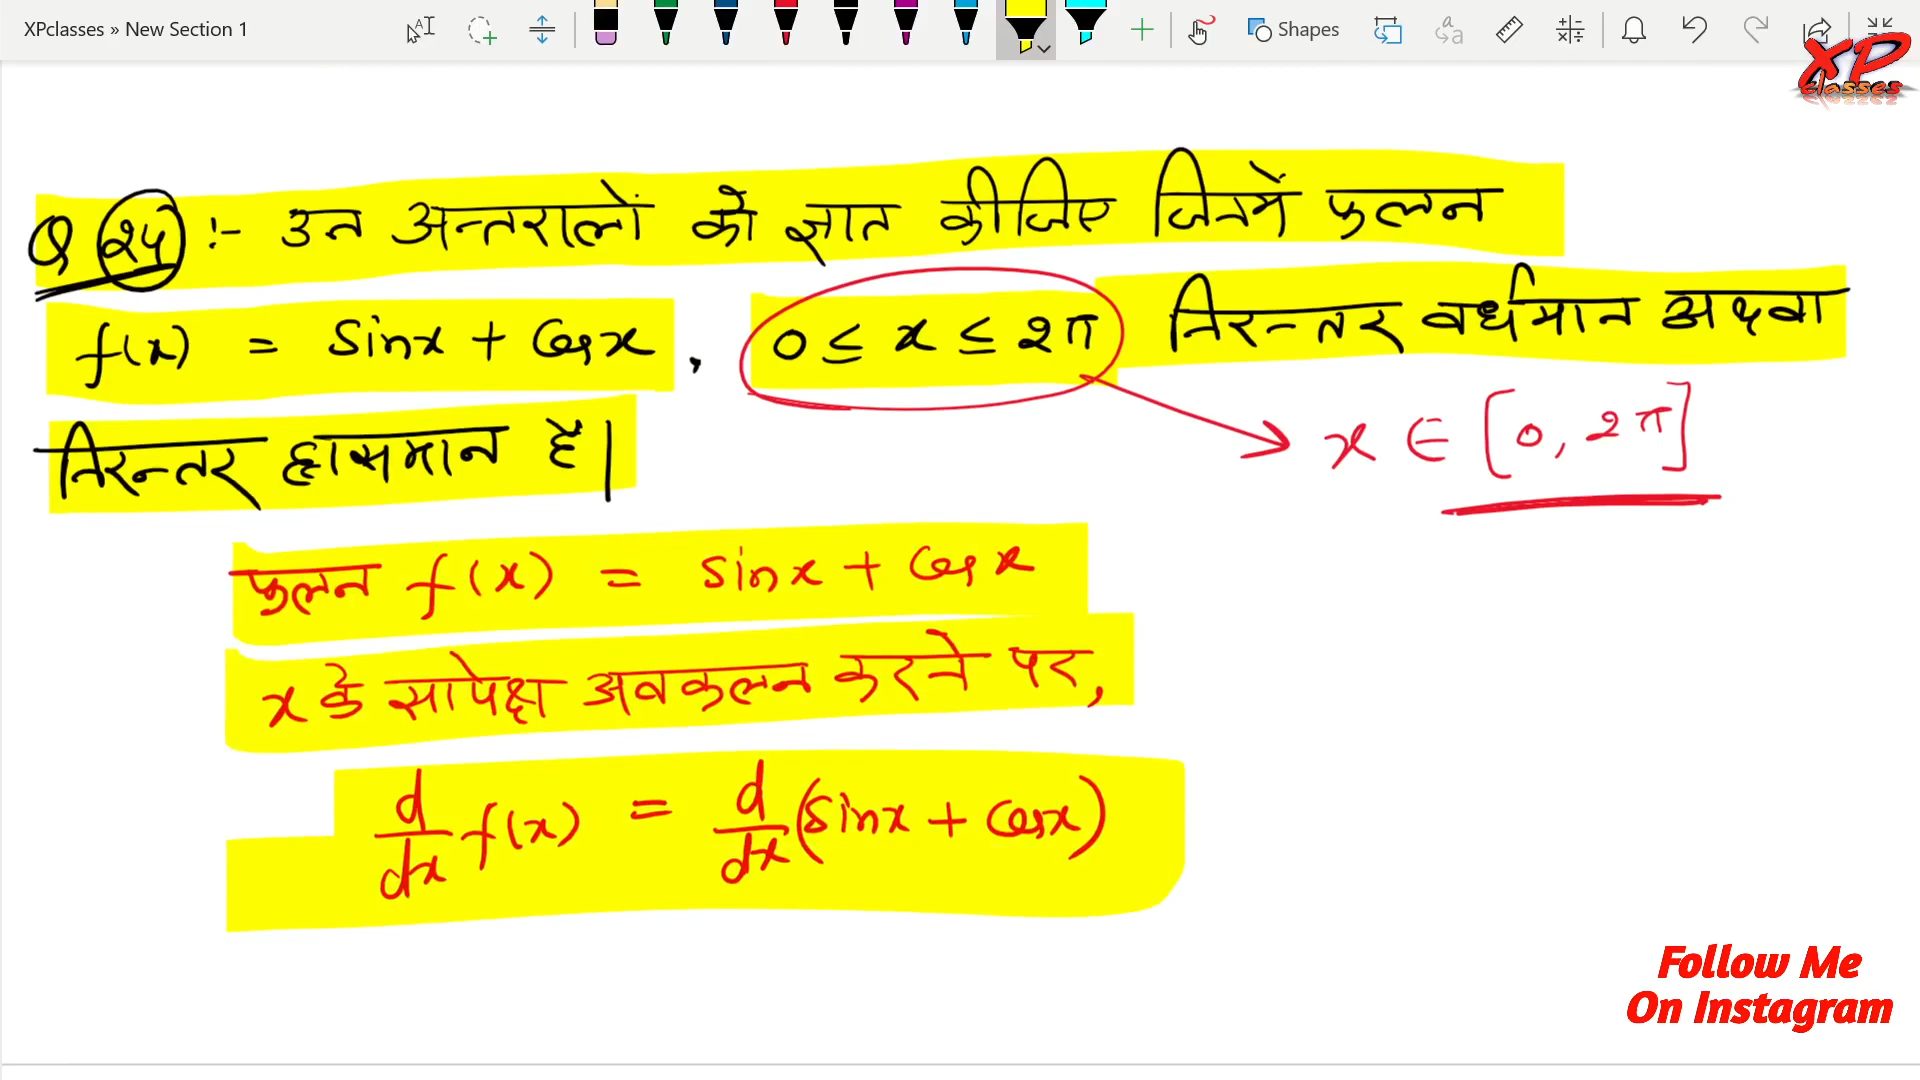 XPclasses » New Section 1
Shapes
XP
classes
Q २५ :- उन अन्तरालों को ज्ञात कीजिए जिनमें फलन
f(x) = sinx + cosx , 0 ≤ x ≤ 2π निरन्तर वर्धमान अथवा
निरन्तर ह्रासमान है|
x ∈ [0, 2π]
फलन f(x) = sinx + cosx
x के सापेक्ष अवकलन करने पर,
d/dx f(x) = d/dx (sinx + cosx)
Follow Me
On Instagram